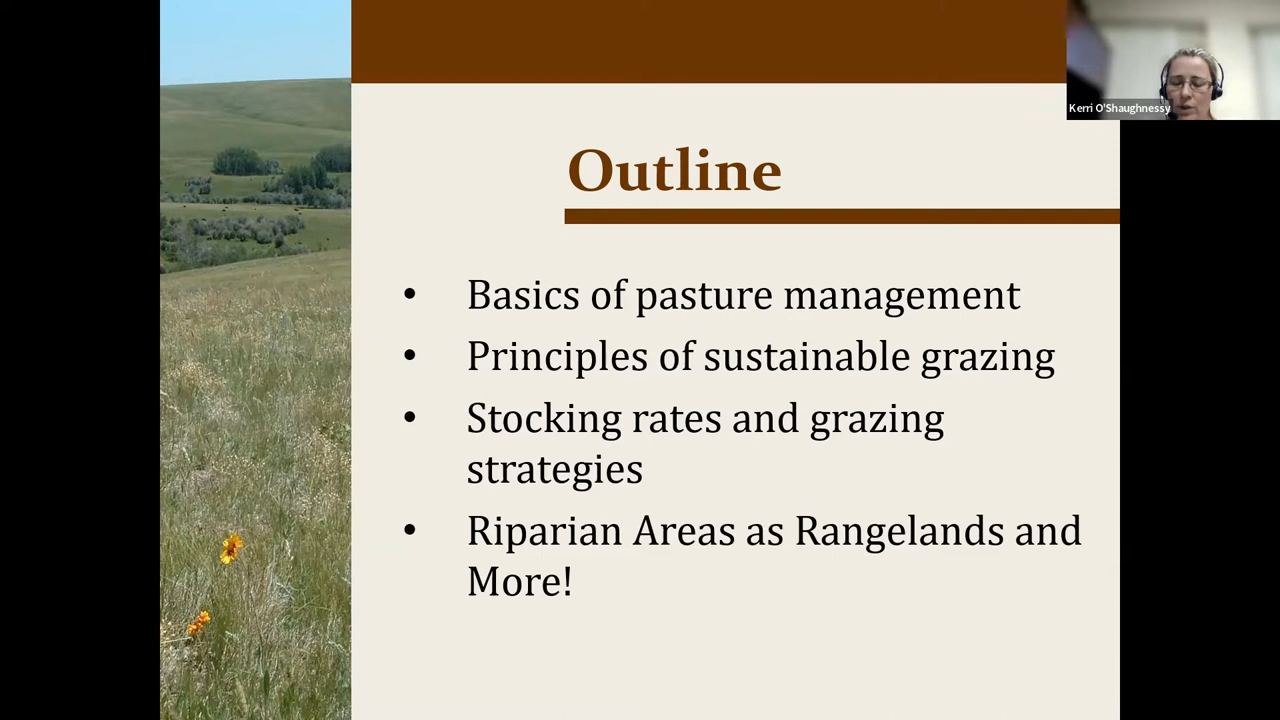 Kerri O'Shaughnessy
Outline
• Basics of pasture management
• Principles of sustainable grazing
• Stocking rates and grazing
strategies
• Riparian Areas as Rangelands and
More!